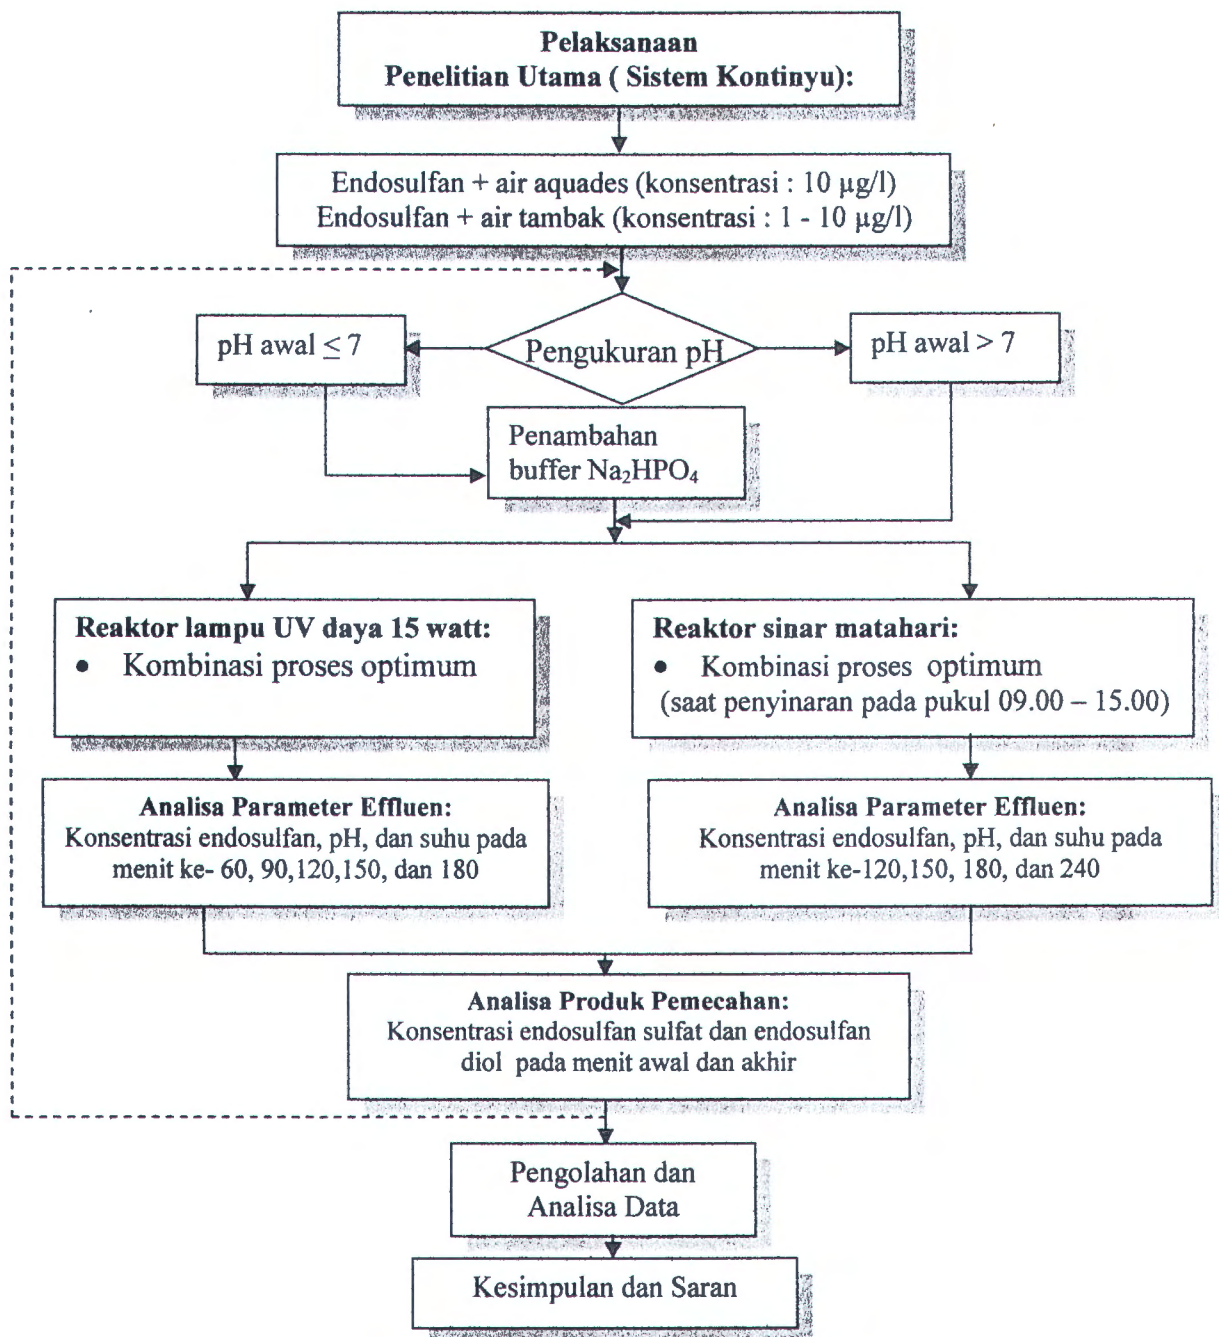 Pelaksanaan
Penelitian Utama ( Sistem Kontinyu):
Endosulfan + air aquades (konsentrasi : 10 µg/l)
Endosulfan + air tambak (konsentrasi : 1 - 10 µg/l)
pH awal ≤ 7
Pengukuran pH
pH awal > 7
Penambahan
buffer Na₂HPO₄
Reaktor lampu UV daya 15 watt:
• Kombinasi proses optimum
Reaktor sinar matahari:
• Kombinasi proses optimum
(saat penyinaran pada pukul 09.00 – 15.00)
Analisa Parameter Effluen:
Konsentrasi endosulfan, pH, dan suhu pada
menit ke- 60, 90,120,150, dan 180
Analisa Parameter Effluen:
Konsentrasi endosulfan, pH, dan suhu pada
menit ke-120,150, 180, dan 240
Analisa Produk Pemecahan:
Konsentrasi endosulfan sulfat dan endosulfan
diol pada menit awal dan akhir
Pengolahan dan
Analisa Data
Kesimpulan dan Saran